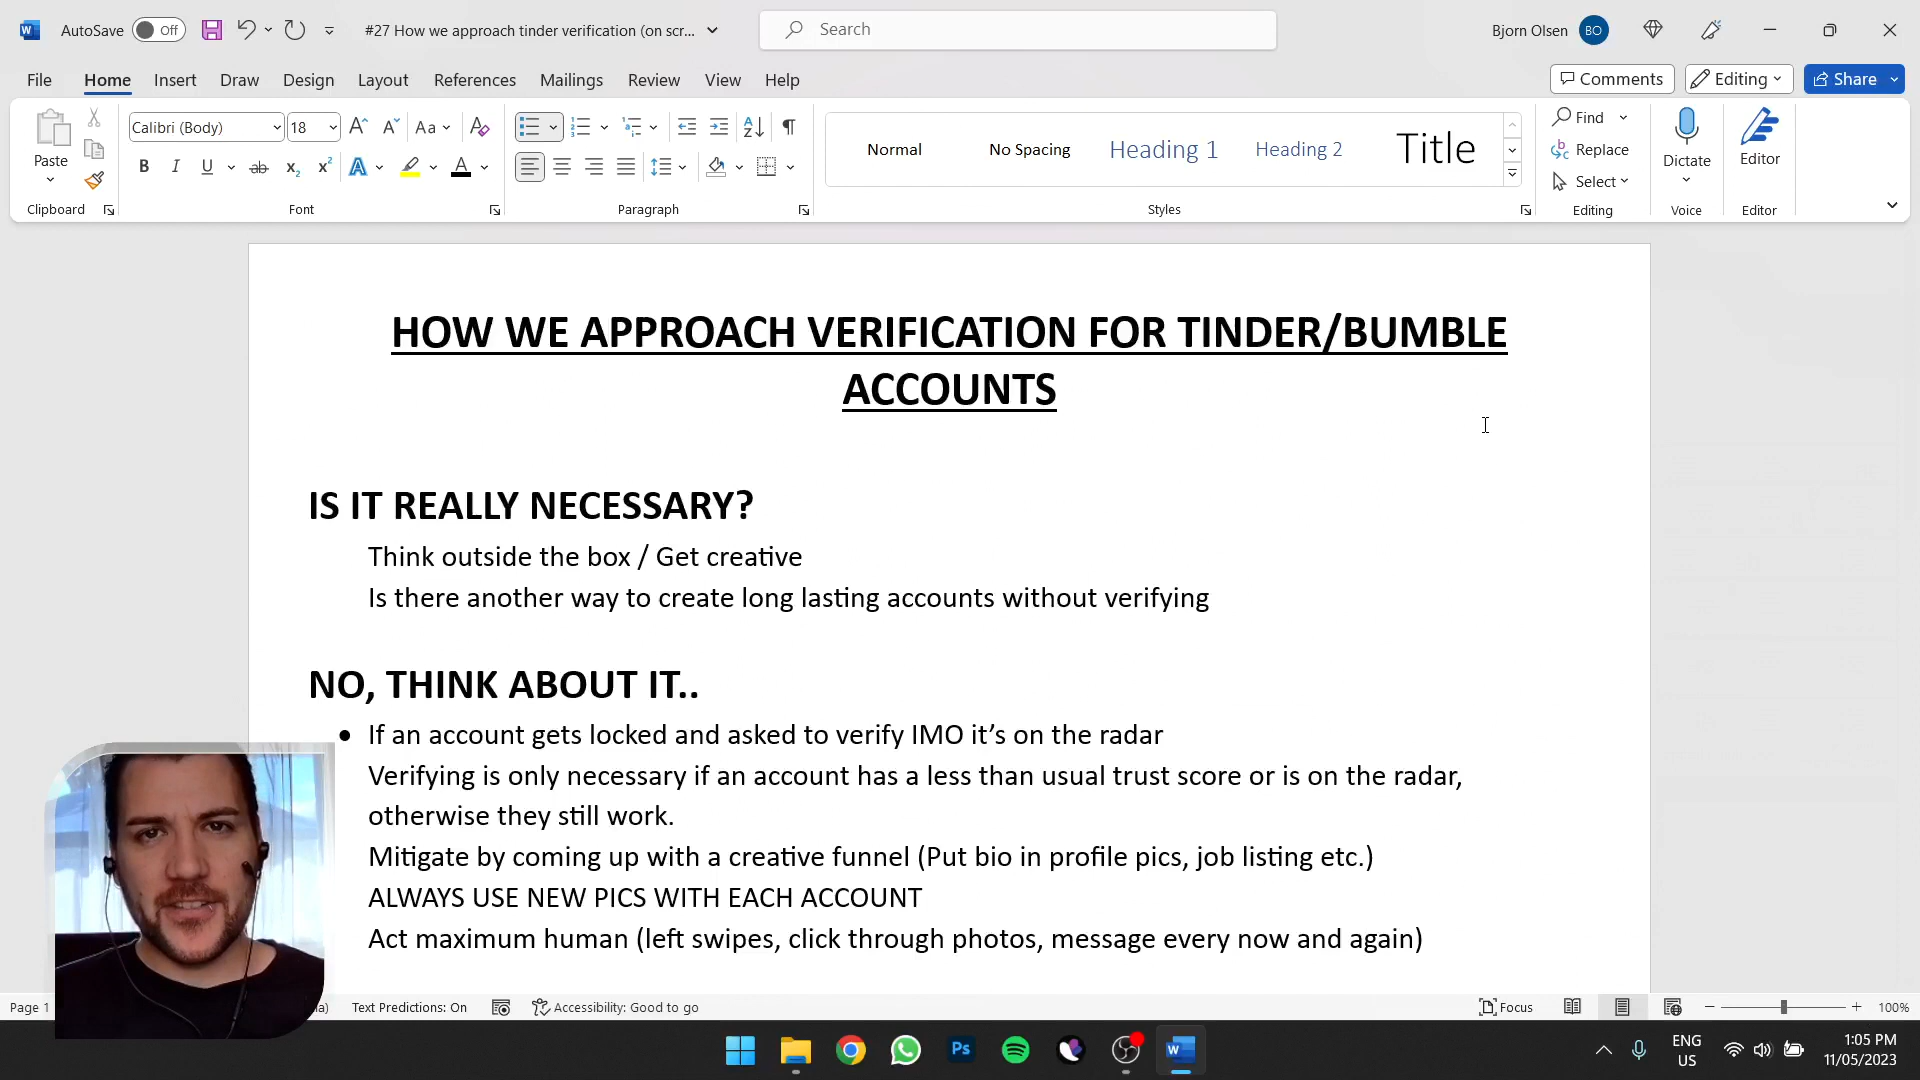 AutoSave Off #27 How we approach tinder verification (on scr... Search Bjorn Olsen BO
File Home Insert Draw Design Layout References Mailings Review View Help Comments Editing Share
Calibri (Body) 18 Aa
Paste
Clipboard Font Paragraph
Normal No Spacing Heading 1 Heading 2 Title
Styles
Find
Replace
Select
Editing
Dictate
Voice
Editor
Editor
HOW WE APPROACH VERIFICATION FOR TINDER/BUMBLE
ACCOUNTS
IS IT REALLY NECESSARY?
Think outside the box / Get creative
Is there another way to create long lasting accounts without verifying
NO, THINK ABOUT IT..
• If an account gets locked and asked to verify IMO it’s on the radar
Verifying is only necessary if an account has a less than usual trust score or is on the radar,
otherwise they still work.
Mitigate by coming up with a creative funnel (Put bio in profile pics, job listing etc.)
ALWAYS USE NEW PICS WITH EACH ACCOUNT
Act maximum human (left swipes, click through photos, message every now and again)
Page 1 Text Predictions: On Accessibility: Good to go Focus 100%
Ps
ENG
US
1:05 PM
11/05/2023